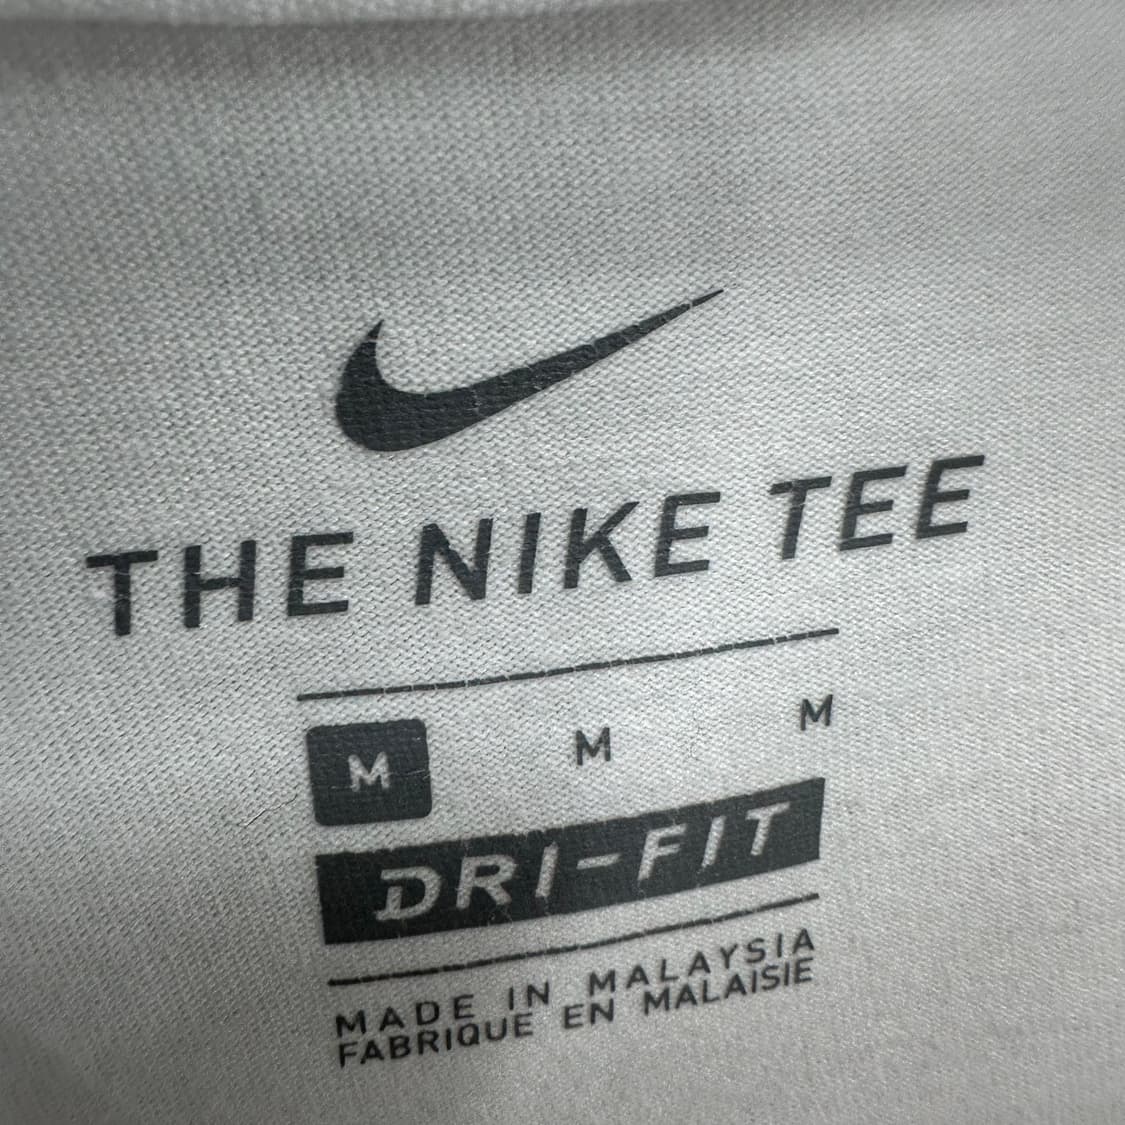 THE NIKE TEE
M M M
DRI-FIT
MADE IN MALAYSIA
FABRIQUE EN MALAISIE